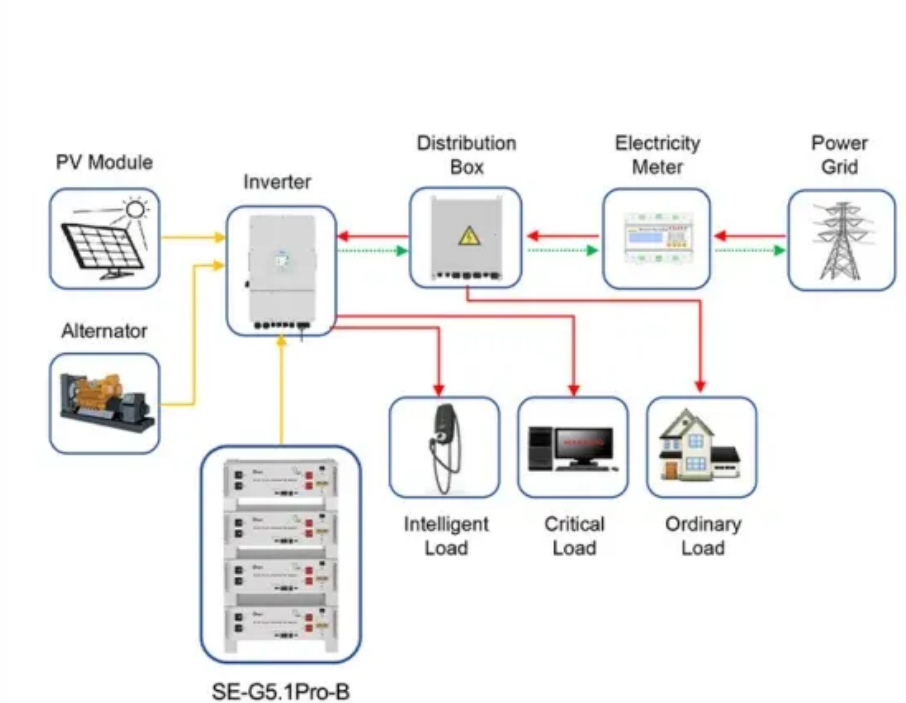 PV Module
Inverter
Distribution
Box
Electricity
Meter
Power
Grid
Alternator
Intelligent
Load
Critical
Load
Ordinary
Load
SE-G5.1Pro-B